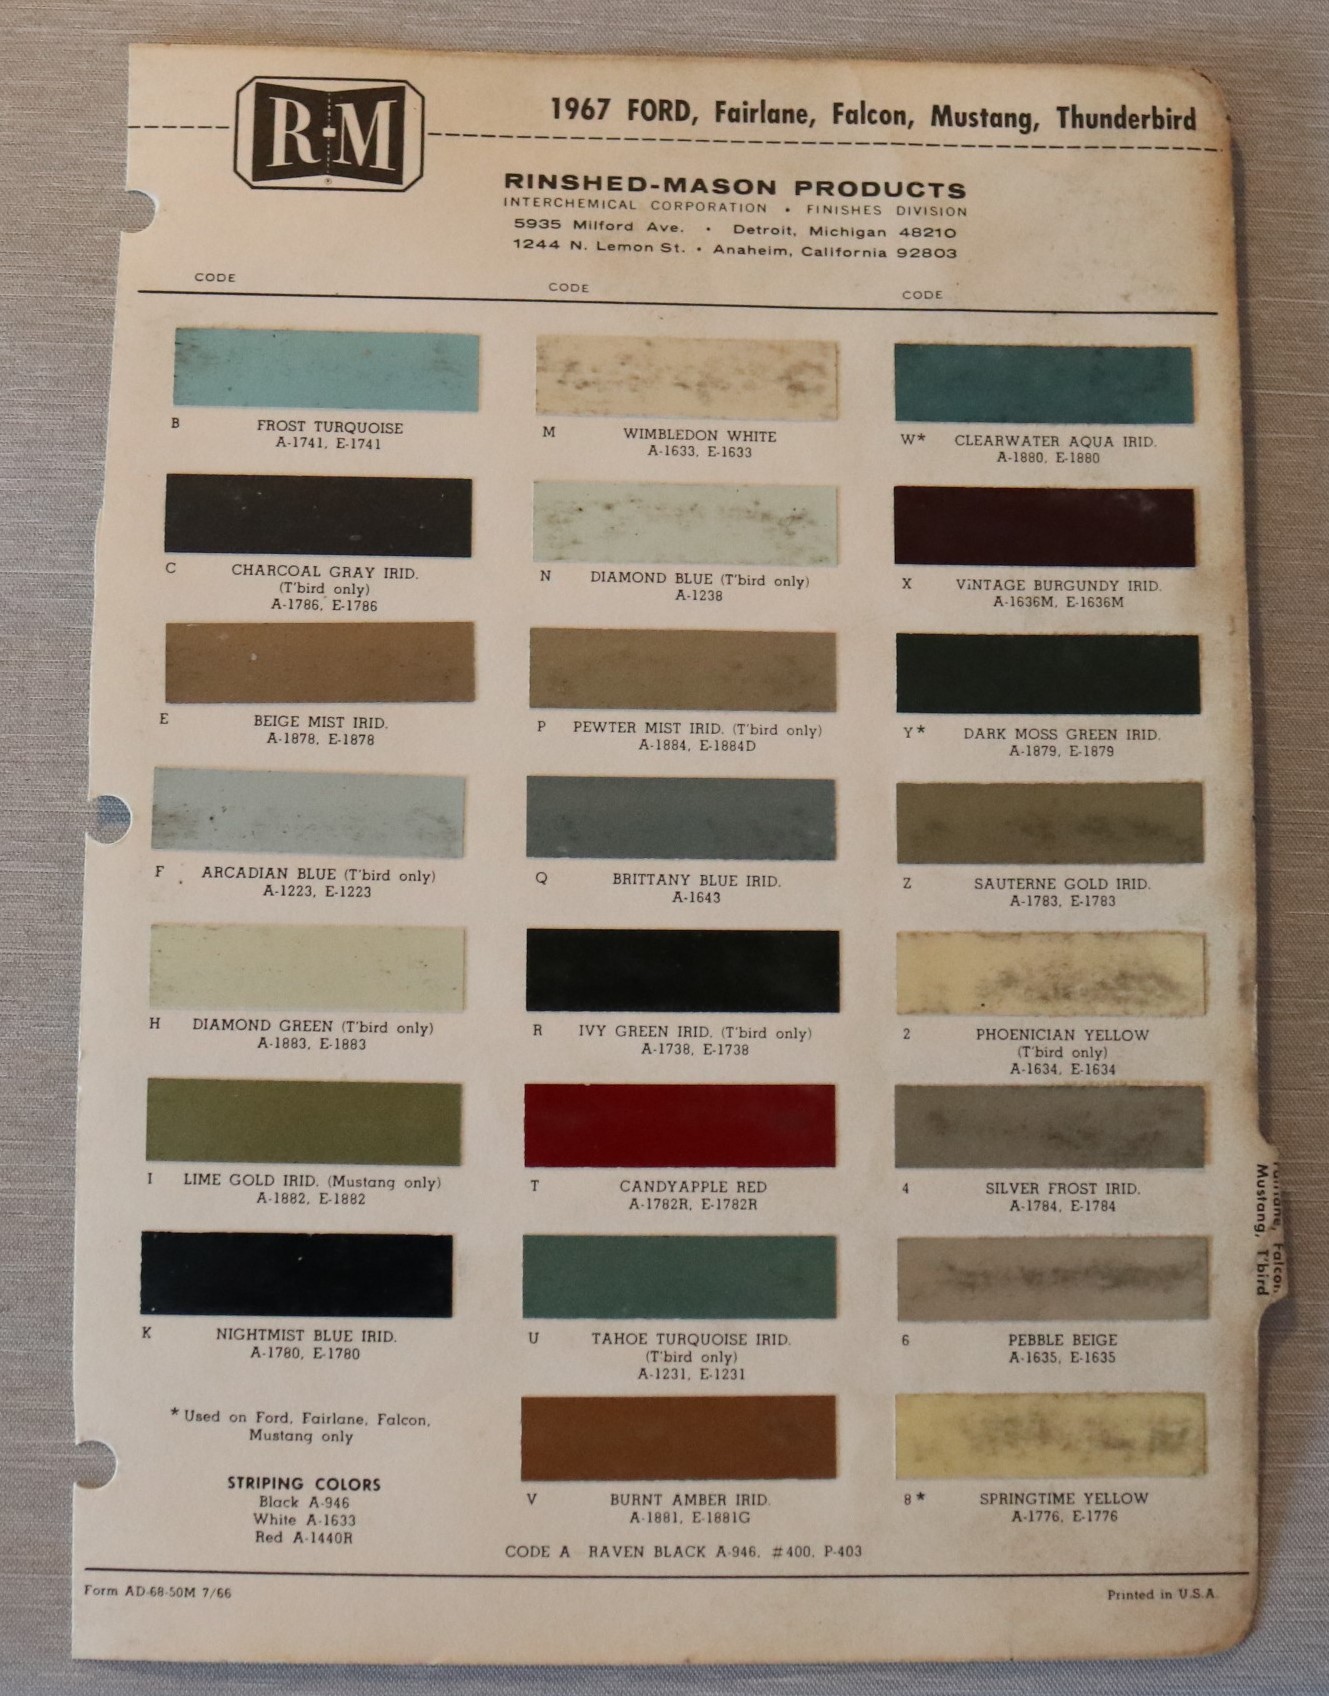 R-M
1967 FORD, Fairlane, Falcon, Mustang, Thunderbird
RINSHED-MASON PRODUCTS
INTERCHEMICAL CORPORATION • FINISHES DIVISION
5935 Milford Ave. • Detroit, Michigan 48210
1244 N. Lemon St. • Anaheim, California 92803
CODE
CODE
CODE
B FROST TURQUOISE
A-1741, E-1741
C CHARCOAL GRAY IRID.
(T'bird only)
A-1786, E-1786
E BEIGE MIST IRID.
A-1878, E-1878
F ARCADIAN BLUE (T'bird only)
A-1223, E-1223
H DIAMOND GREEN (T'bird only)
A-1883, E-1883
I LIME GOLD IRID. (Mustang only)
A-1882, E-1882
K NIGHTMIST BLUE IRID.
A-1780, E-1780
* Used on Ford, Fairlane, Falcon,
Mustang only
STRIPING COLORS
Black A-946
White A-1633
Red A-1440R
M WIMBLEDON WHITE
A-1633, E-1633
N DIAMOND BLUE (T'bird only)
A-1238
P PEWTER MIST IRID. (T'bird only)
A-1884, E-1884D
Q BRITTANY BLUE IRID.
A-1643
R IVY GREEN IRID. (T'bird only)
A-1738, E-1738
T CANDYAPPLE RED
A-1782R, E-1782R
U TAHOE TURQUOISE IRID.
(T'bird only)
A-1231, E-1231
V BURNT AMBER IRID.
A-1881, E-1881G
W* CLEARWATER AQUA IRID.
A-1880, E-1880
X ViNTAGE BURGUNDY IRID.
A-1636M, E-1636M
Y* DARK MOSS GREEN IRID.
A-1879, E-1879
Z SAUTERNE GOLD IRID.
A-1783, E-1783
2 PHOENICIAN YELLOW
(T'bird only)
A-1634, E-1634
4 SILVER FROST IRID.
A-1784, E-1784
6 PEBBLE BEIGE
A-1635, E-1635
8* SPRINGTIME YELLOW
A-1776, E-1776
CODE A RAVEN BLACK A-946, #400, P-403
Form AD-68-50M 7/66
Printed in U.S.A.
Fairlane, Falcon,
Mustang, T'bird